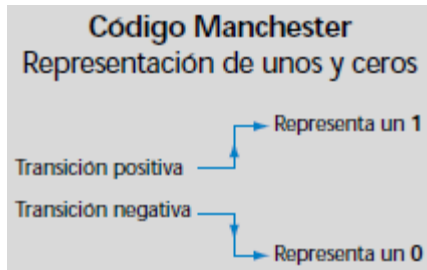 Código Manchester
Representación de unos y ceros
Representa un 1
Transición positiva
Transición negativa
Representa un 0